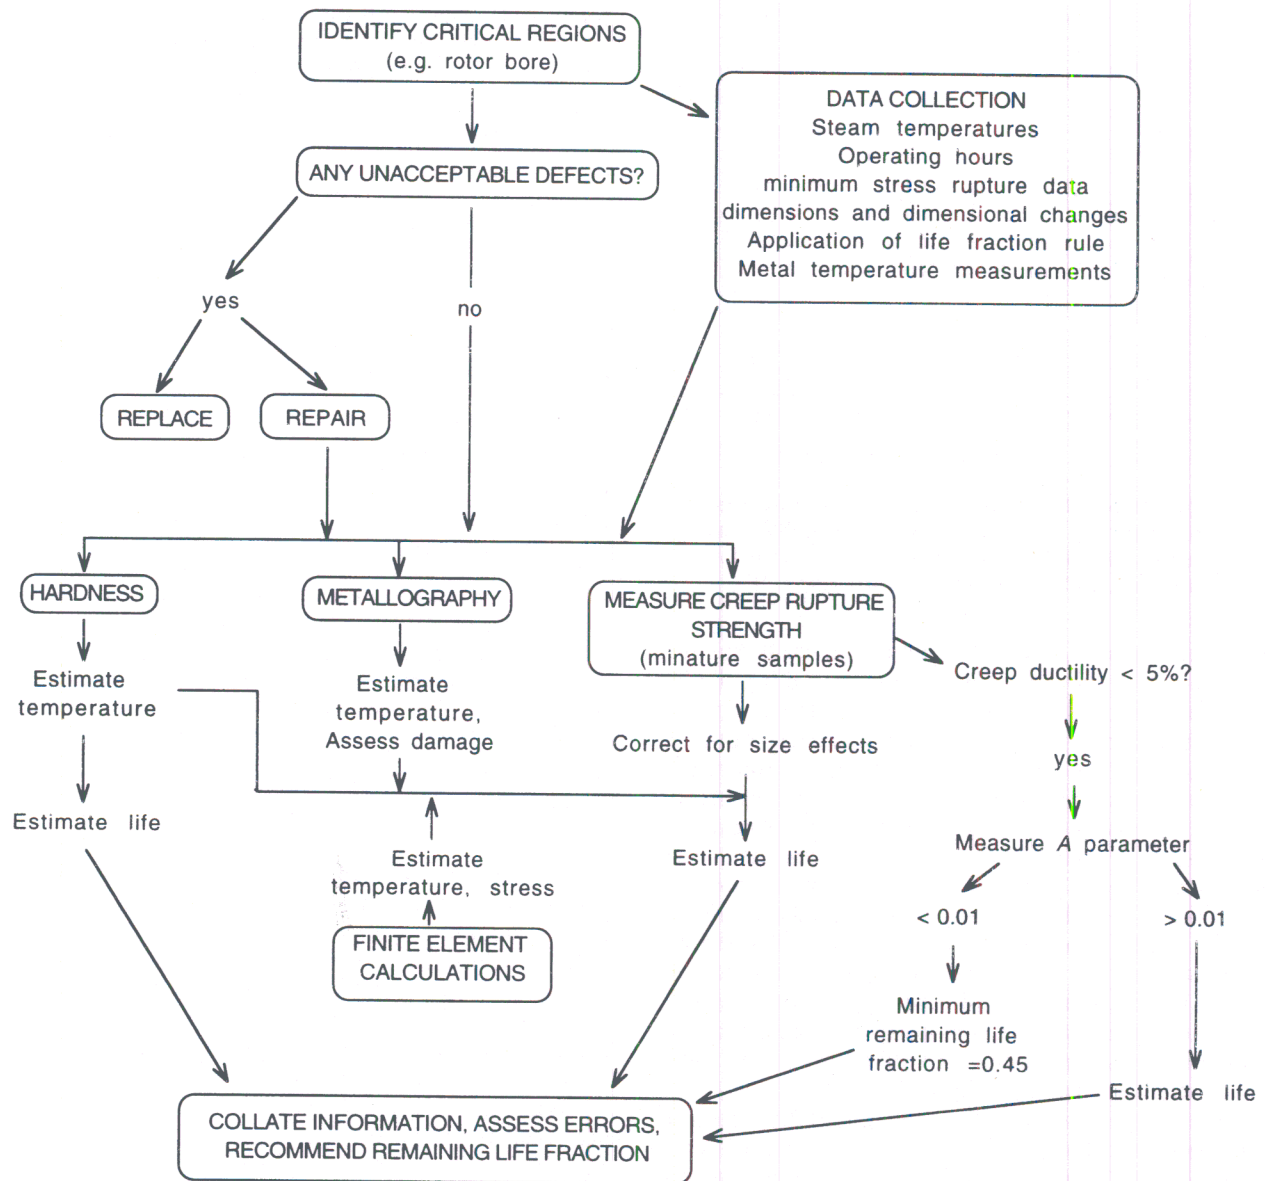 IDENTIFY CRITICAL REGIONS
(e.g. rotor bore)
DATA COLLECTION
Steam temperatures
Operating hours
minimum stress rupture data
dimensions and dimensional changes
Application of life fraction rule
Metal temperature measurements
ANY UNACCEPTABLE DEFECTS?
yes
no
REPLACE
REPAIR
HARDNESS
METALLOGRAPHY
MEASURE CREEP RUPTURE
STRENGTH
(minature samples)
Estimate
temperature
Estimate
temperature,
Assess damage
Correct for size effects
Creep ductility < 5%?
yes
Measure A parameter
< 0.01
> 0.01
Estimate life
Estimate
temperature, stress
FINITE ELEMENT
CALCULATIONS
Estimate life
Minimum
remaining life
fraction =0.45
Estimate life
COLLATE INFORMATION, ASSESS ERRORS,
RECOMMEND REMAINING LIFE FRACTION